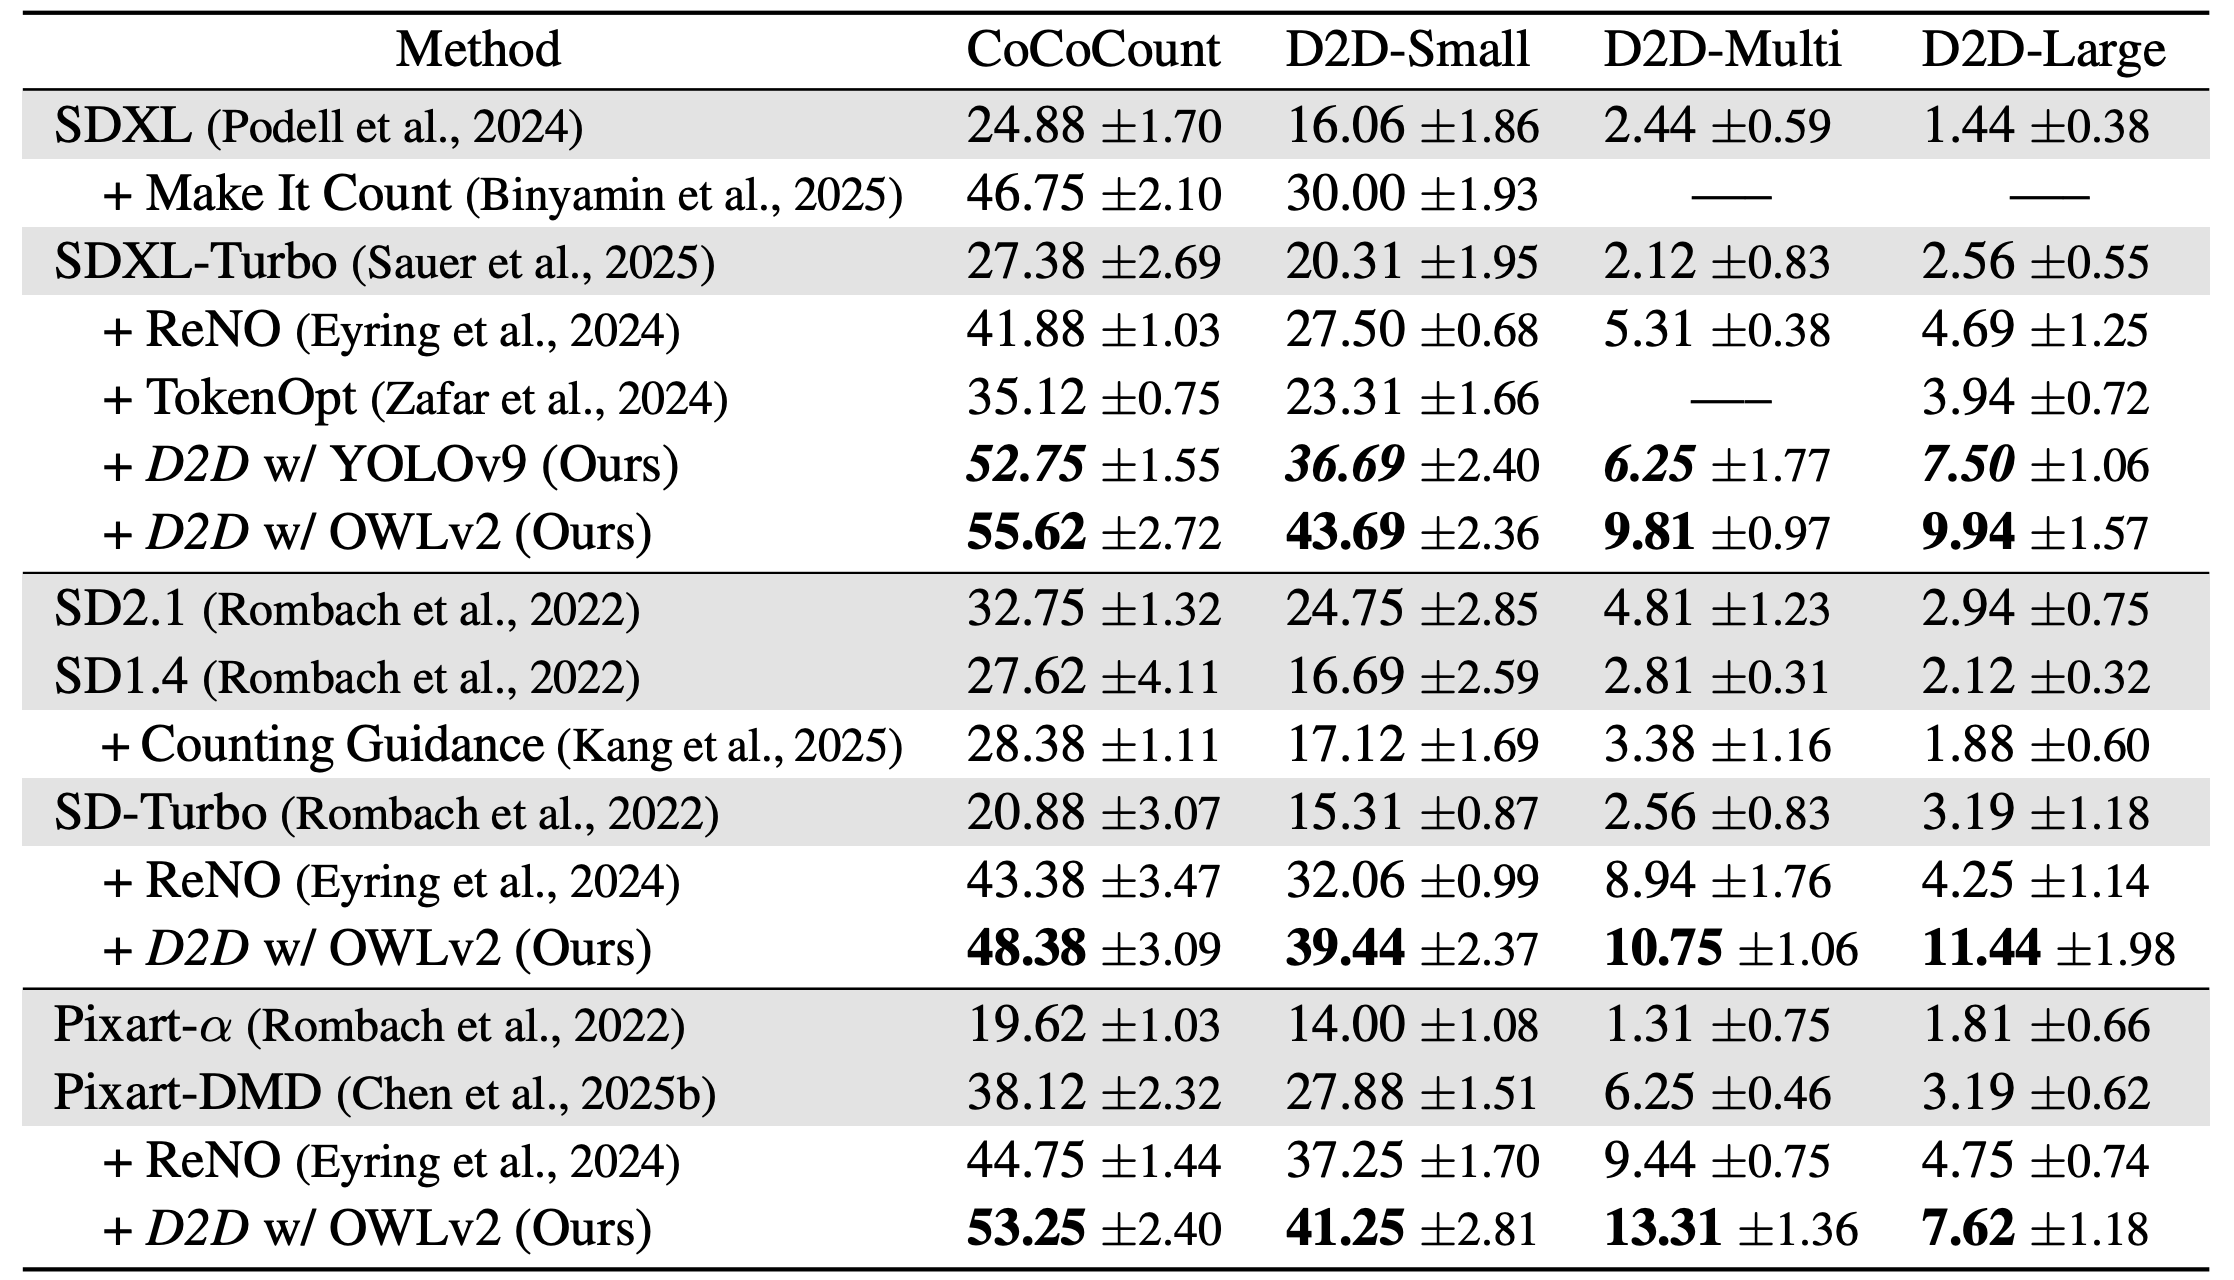 Method CoCoCount D2D-Small D2D-Multi D2D-Large
SDXL (Podell et al., 2024) 24.88 ±1.70 16.06 ±1.86 2.44 ±0.59 1.44 ±0.38
+ Make It Count (Binyamin et al., 2025) 46.75 ±2.10 30.00 ±1.93 — —
SDXL-Turbo (Sauer et al., 2025) 27.38 ±2.69 20.31 ±1.95 2.12 ±0.83 2.56 ±0.55
+ ReNO (Eyring et al., 2024) 41.88 ±1.03 27.50 ±0.68 5.31 ±0.38 4.69 ±1.25
+ TokenOpt (Zafar et al., 2024) 35.12 ±0.75 23.31 ±1.66 — 3.94 ±0.72
+ D2D w/ YOLOv9 (Ours) 52.75 ±1.55 36.69 ±2.40 6.25 ±1.77 7.50 ±1.06
+ D2D w/ OWLv2 (Ours) 55.62 ±2.72 43.69 ±2.36 9.81 ±0.97 9.94 ±1.57
SD2.1 (Rombach et al., 2022) 32.75 ±1.32 24.75 ±2.85 4.81 ±1.23 2.94 ±0.75
SD1.4 (Rombach et al., 2022) 27.62 ±4.11 16.69 ±2.59 2.81 ±0.31 2.12 ±0.32
+ Counting Guidance (Kang et al., 2025) 28.38 ±1.11 17.12 ±1.69 3.38 ±1.16 1.88 ±0.60
SD-Turbo (Rombach et al., 2022) 20.88 ±3.07 15.31 ±0.87 2.56 ±0.83 3.19 ±1.18
+ ReNO (Eyring et al., 2024) 43.38 ±3.47 32.06 ±0.99 8.94 ±1.76 4.25 ±1.14
+ D2D w/ OWLv2 (Ours) 48.38 ±3.09 39.44 ±2.37 10.75 ±1.06 11.44 ±1.98
Pixart-α (Rombach et al., 2022) 19.62 ±1.03 14.00 ±1.08 1.31 ±0.75 1.81 ±0.66
Pixart-DMD (Chen et al., 2025b) 38.12 ±2.32 27.88 ±1.51 6.25 ±0.46 3.19 ±0.62
+ ReNO (Eyring et al., 2024) 44.75 ±1.44 37.25 ±1.70 9.44 ±0.75 4.75 ±0.74
+ D2D w/ OWLv2 (Ours) 53.25 ±2.40 41.25 ±2.81 13.31 ±1.36 7.62 ±1.18